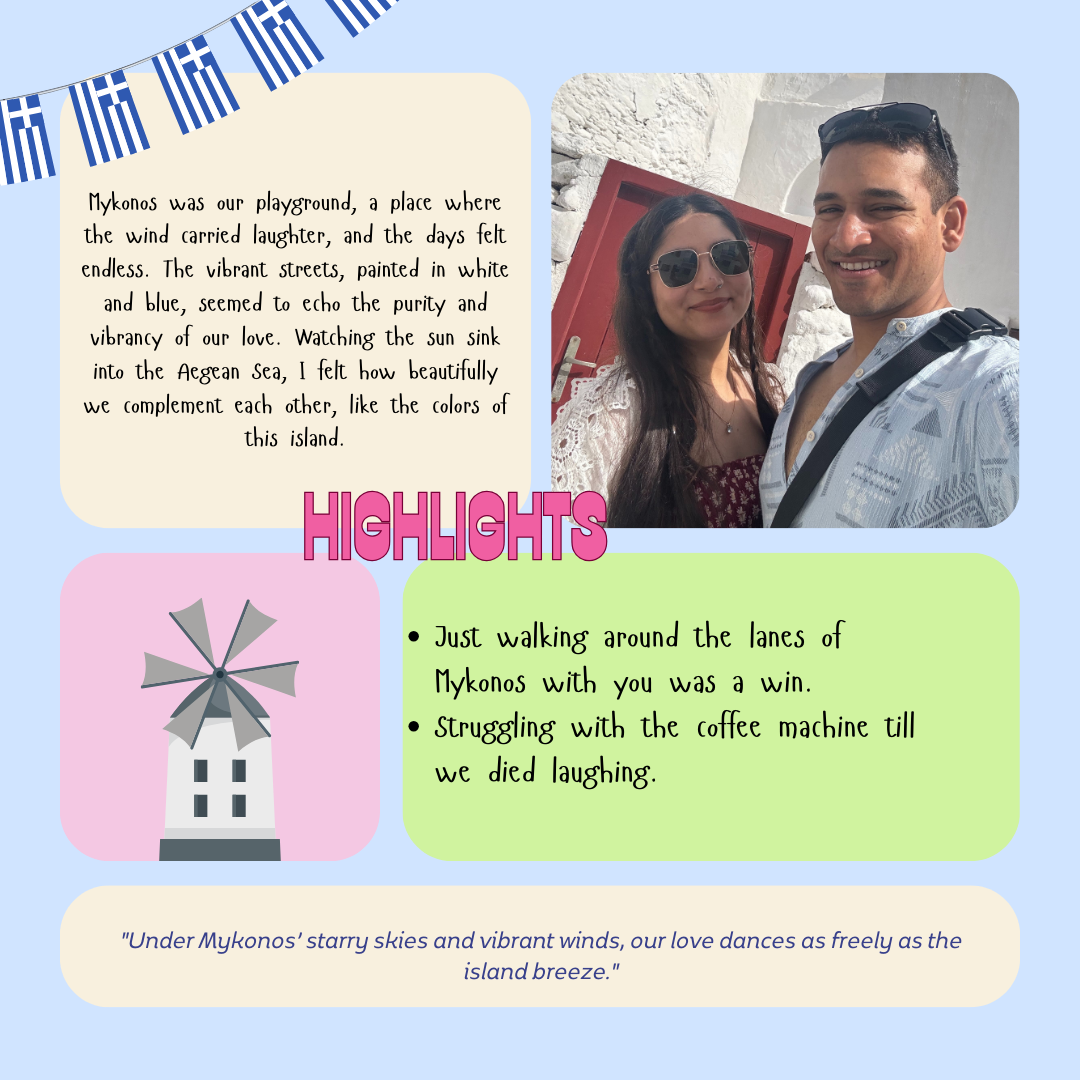 Mykonos was our playground, a place where
the wind carried laughter, and the days felt
endless. The vibrant streets, painted in white
and blue, seemed to echo the purity and
vibrancy of our love. Watching the sun sink
into the Aegean Sea, I felt how beautifully
we complement each other, like the colors of
this island.
HIGHLIGHTS
• Just walking around the lanes of
Mykonos with you was a win.
• Struggling with the coffee machine till
we died laughing.
"Under Mykonos' starry skies and vibrant winds, our love dances as freely as the
island breeze."